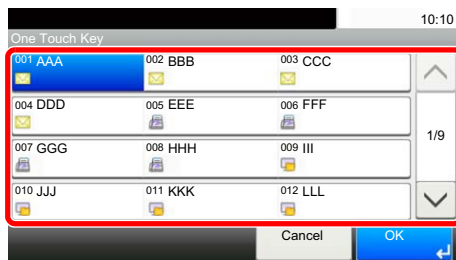 10:10
One Touch Key
001 AAA 002 BBB 003 CCC
004 DDD 005 EEE 006 FFF
1/9
007 GGG 008 HHH 009 III
010 JJJ 011 KKK 012 LLL
Cancel OK